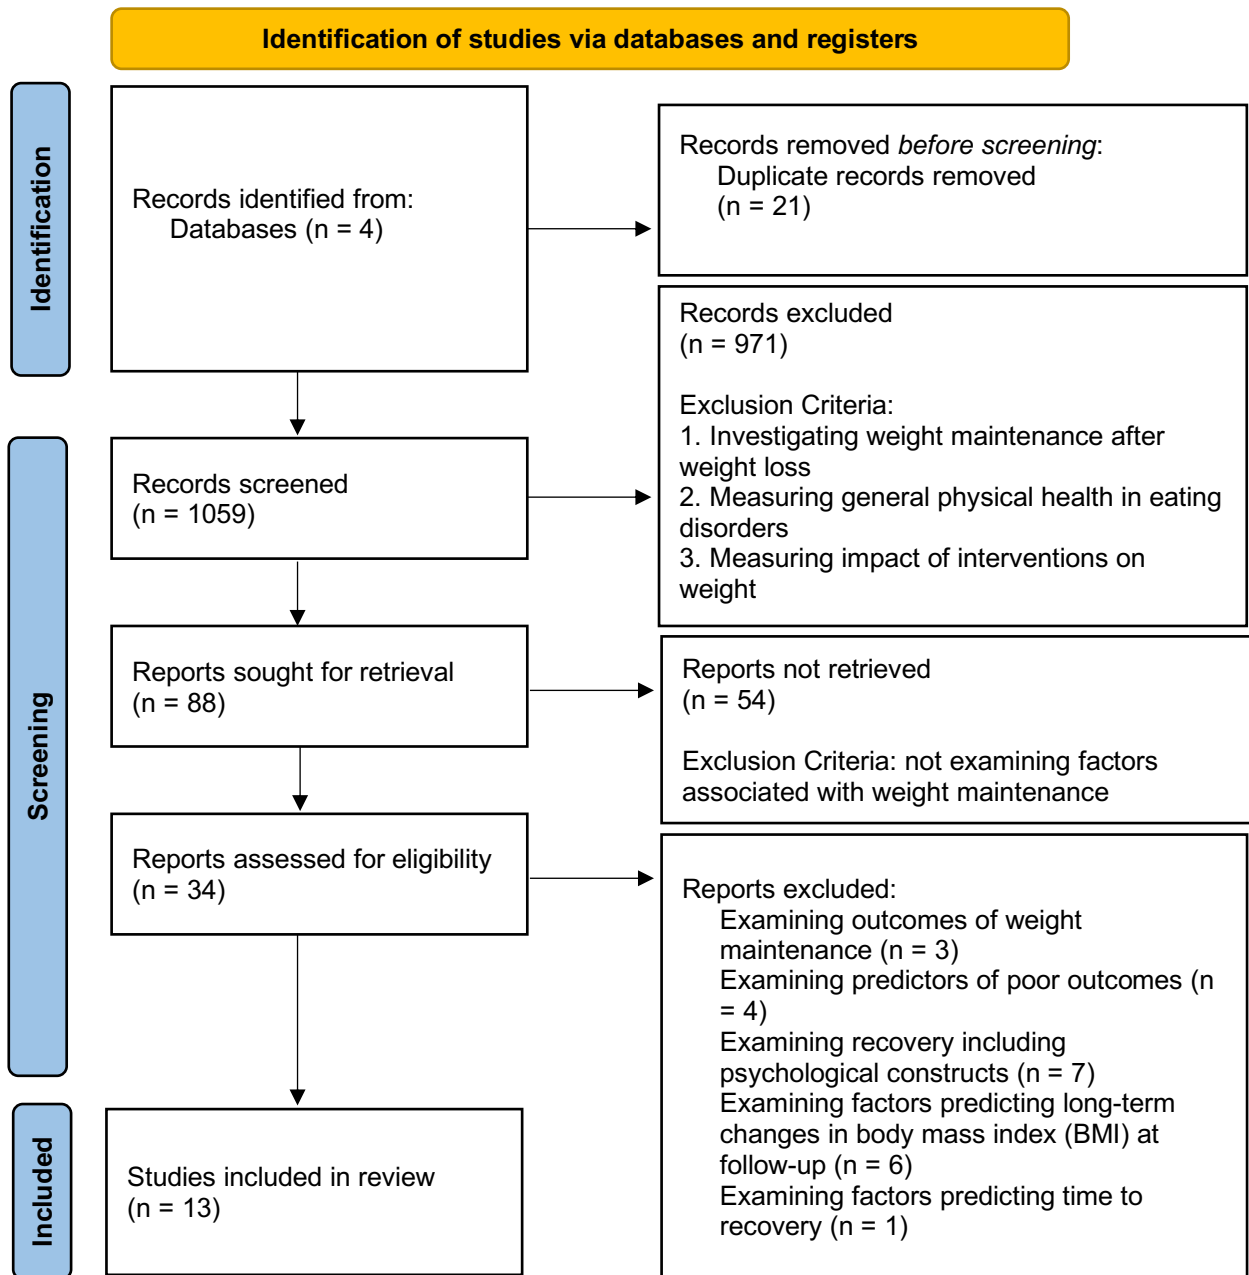 Identification of studies via databases and registers
Identification
Records identified from:
Databases (n = 4)
Records removed before screening:
Duplicate records removed
(n = 21)
Screening
Records screened
(n = 1059)
Records excluded
(n = 971)
Exclusion Criteria:
1. Investigating weight maintenance after
weight loss
2. Measuring general physical health in eating
disorders
3. Measuring impact of interventions on
weight
Reports sought for retrieval
(n = 88)
Reports not retrieved
(n = 54)
Exclusion Criteria: not examining factors
associated with weight maintenance
Reports assessed for eligibility
(n = 34)
Reports excluded:
Examining outcomes of weight
maintenance (n = 3)
Examining predictors of poor outcomes (n
= 4)
Examining recovery including
psychological constructs (n = 7)
Examining factors predicting long-term
changes in body mass index (BMI) at
follow-up (n = 6)
Examining factors predicting time to
recovery (n = 1)
Included
Studies included in review
(n = 13)